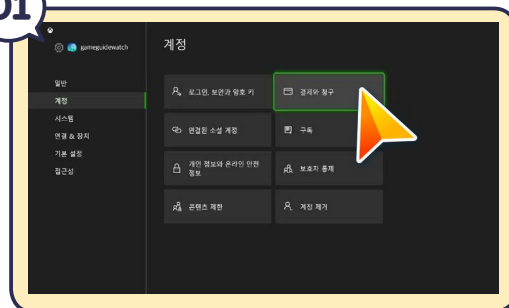 01
gameguidewatch
계정
일반
계정
시스템
연결 & 장치
기본 설정
접근성
로그인, 보안과 암호 키
결제와 청구
연결된 소셜 계정
구독
개인 정보와 온라인 안전
정보
보호자 통제
콘텐츠 제한
계정 제거